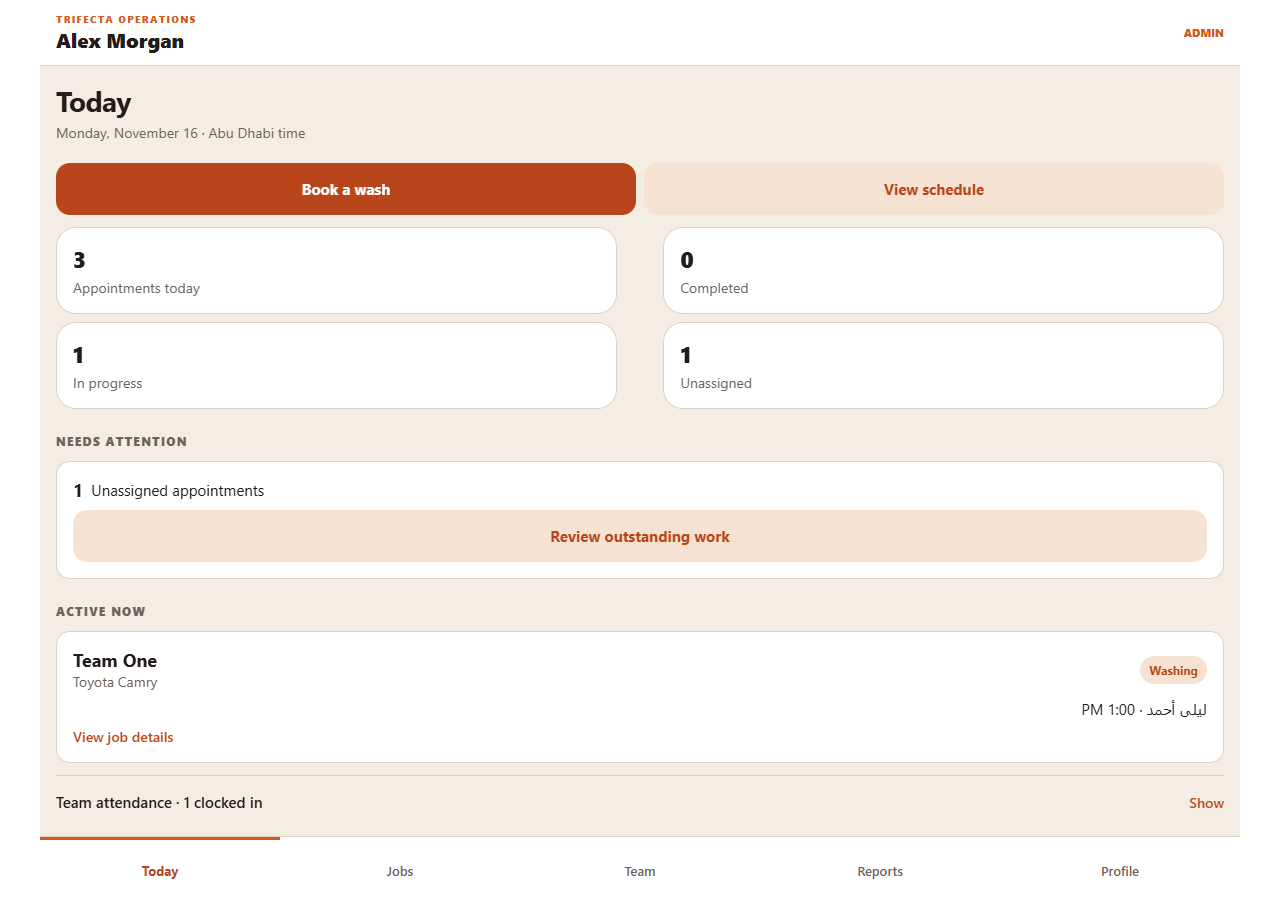 TRIFECTA OPERATIONS
Alex Morgan
ADMIN
Today
Monday, November 16 · Abu Dhabi time
Book a wash
View schedule
3
Appointments today
0
Completed
1
In progress
1
Unassigned
NEEDS ATTENTION
1 Unassigned appointments
Review outstanding work
ACTIVE NOW
Team One
Toyota Camry
Washing
ليلى أحمد · 1:00 PM
View job details
Team attendance · 1 clocked in
Show
Today
Jobs
Team
Reports
Profile